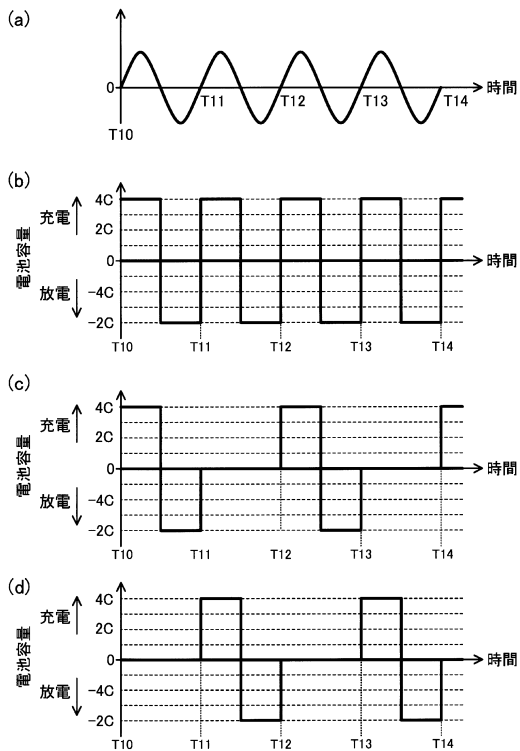 (a)
0
T10
T11
T12
T13
T14
時間
(b)
電池容量
充電
放電
4C
2C
0
-4C
-2C
時間
T10
T11
T12
T13
T14
(c)
電池容量
充電
放電
4C
2C
0
-4C
-2C
時間
T10
T11
T12
T13
T14
(d)
電池容量
充電
放電
4C
2C
0
-4C
-2C
時間
T10
T11
T12
T13
T14